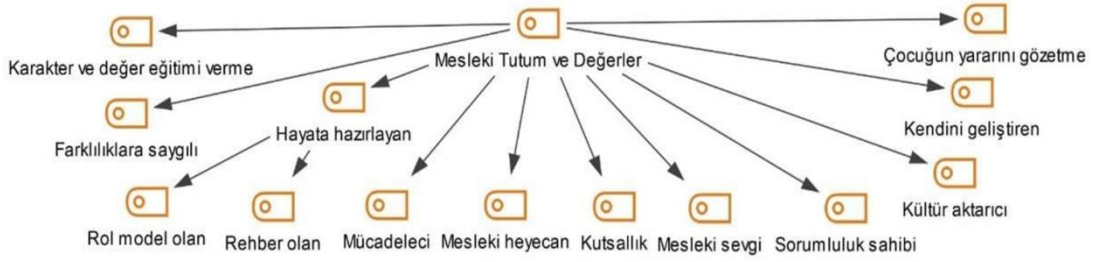 Mesleki Tutum ve Değerler
Karakter ve değer eğitimi verme
Çocuğun yararını gözetme
Farklılıklara saygılı
Hayata hazırlayan
Kendini geliştiren
Kültür aktarıcı
Rol model olan
Rehber olan
Mücadeleci
Mesleki heyecan
Kutsallık
Mesleki sevgi
Sorumluluk sahibi